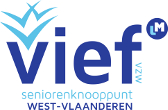 vief vzw
LM
seniorenknooppunt
WEST-VLAANDEREN